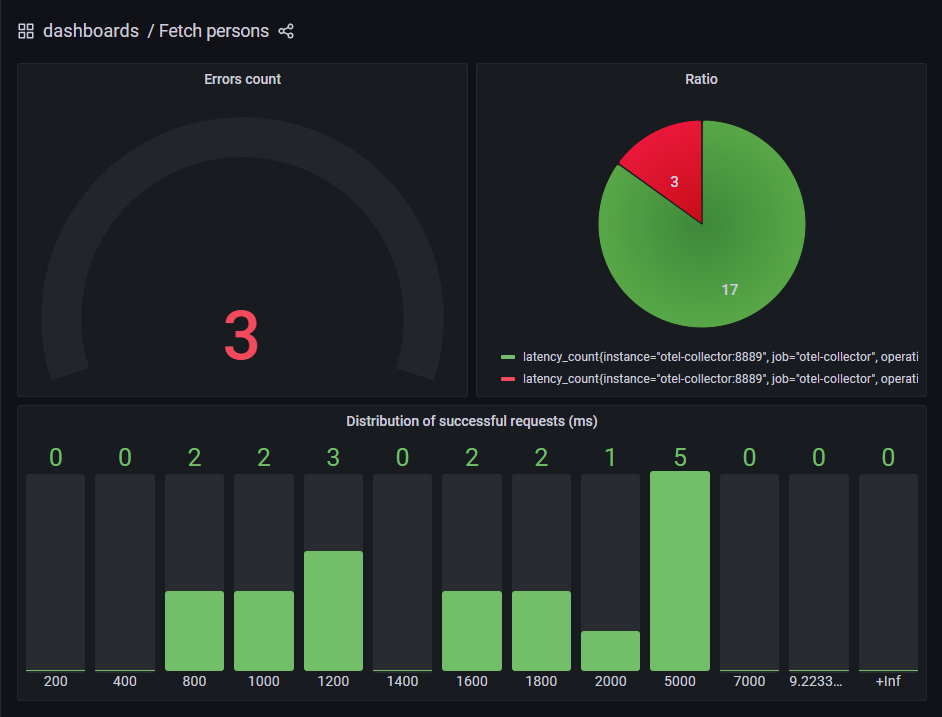 dashboards / Fetch persons
Errors count
3
Ratio
3
17
latency_count{instance="otel-collector:8889", job="otel-collector", operati
latency_count{instance="otel-collector:8889", job="otel-collector", operati
Distribution of successful requests (ms)
0 0 2 2 3 0 2 2 1 5 0 0 0
200 400 800 1000 1200 1400 1600 1800 2000 5000 7000 9.2233... +Inf